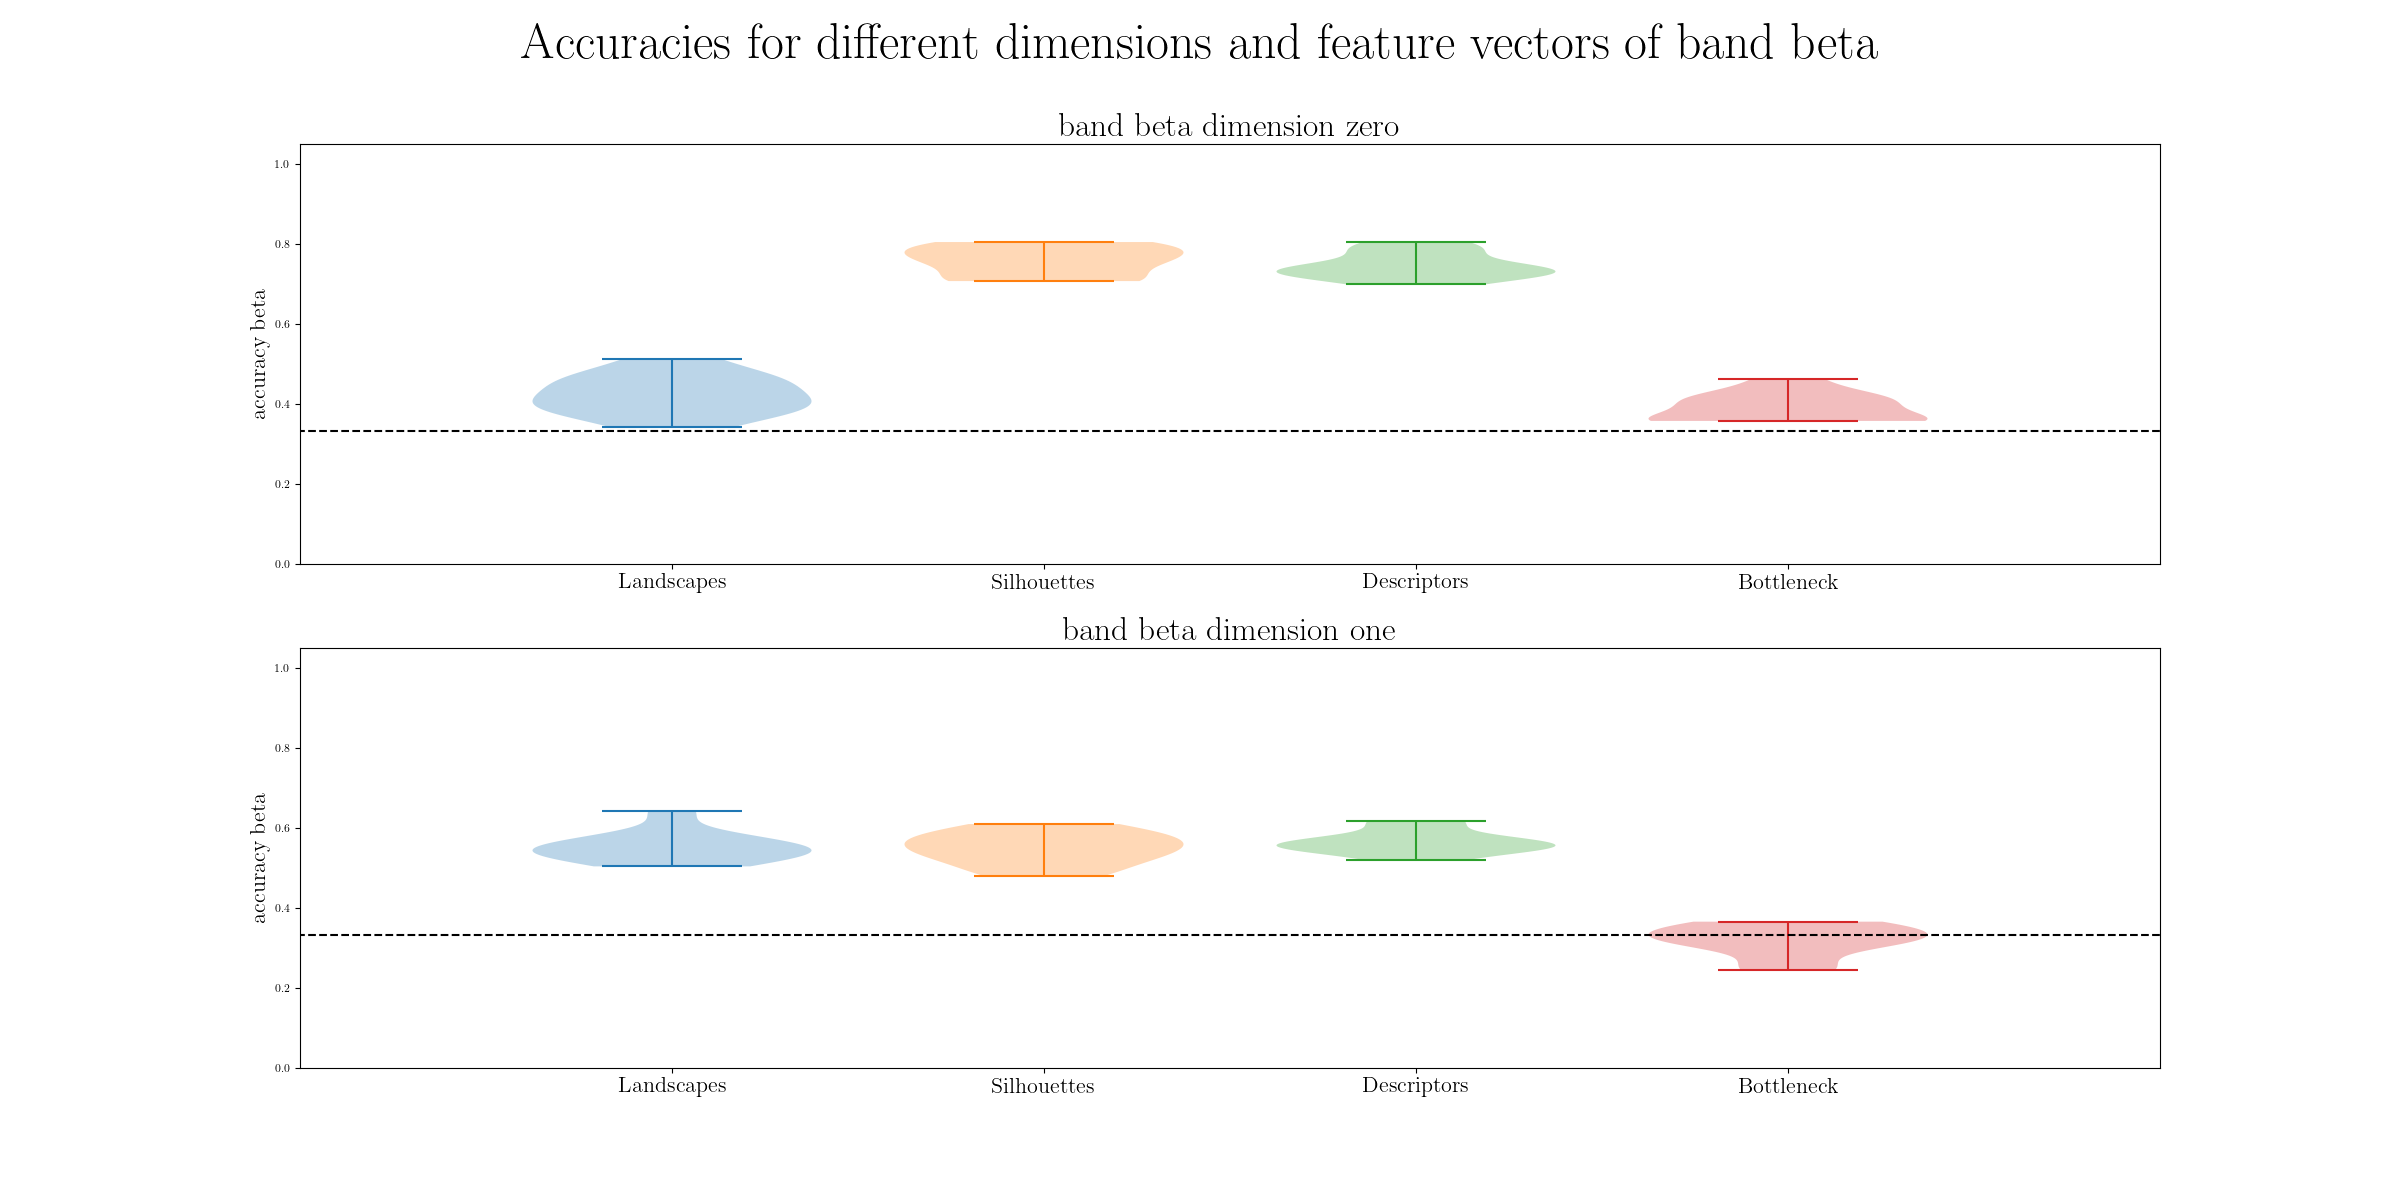 Accuracies for different dimensions and feature vectors of band beta
band beta dimension zero
1.0
0.8
0.6
0.4
0.2
0.0
accuracy beta
Landscapes Silhouettes Descriptors Bottleneck
band beta dimension one
1.0
0.8
0.6
0.4
0.2
0.0
accuracy beta
Landscapes Silhouettes Descriptors Bottleneck